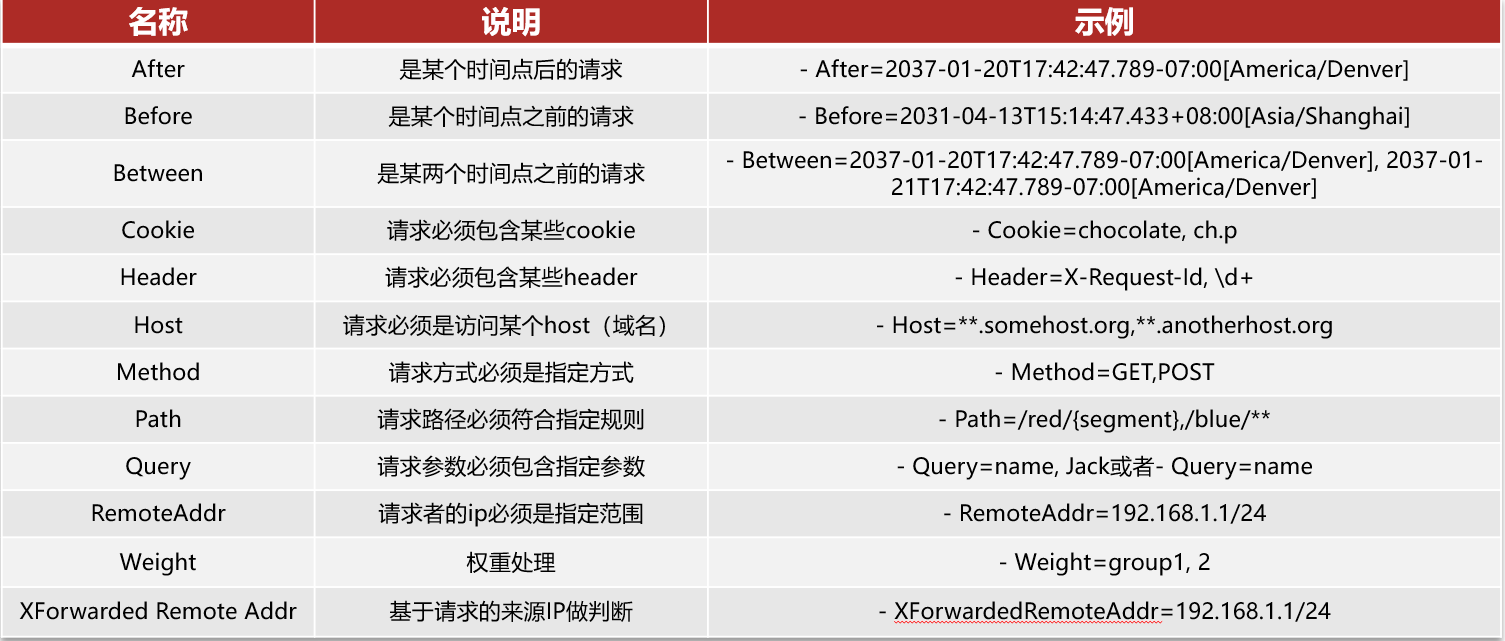 名称 说明 示例
After 是某个时间点后的请求 - After=2037-01-20T17:42:47.789-07:00[America/Denver]
Before 是某个时间点之前的请求 - Before=2031-04-13T15:14:47.433+08:00[Asia/Shanghai]
Between 是某两个时间点之前的请求 - Between=2037-01-20T17:42:47.789-07:00[America/Denver], 2037-01-
21T17:42:47.789-07:00[America/Denver]
Cookie 请求必须包含某些cookie - Cookie=chocolate, ch.p
Header 请求必须包含某些header - Header=X-Request-Id, \d+
Host 请求必须是访问某个host（域名） - Host=**.somehost.org,**.anotherhost.org
Method 请求方式必须是指定方式 - Method=GET,POST
Path 请求路径必须符合指定规则 - Path=/red/{segment},/blue/**
Query 请求参数必须包含指定参数 - Query=name, Jack或者- Query=name
RemoteAddr 请求者的ip必须是指定范围 - RemoteAddr=192.168.1.1/24
Weight 权重处理 - Weight=group1, 2
XForwarded Remote Addr 基于请求的来源IP做判断 - XForwardedRemoteAddr=192.168.1.1/24